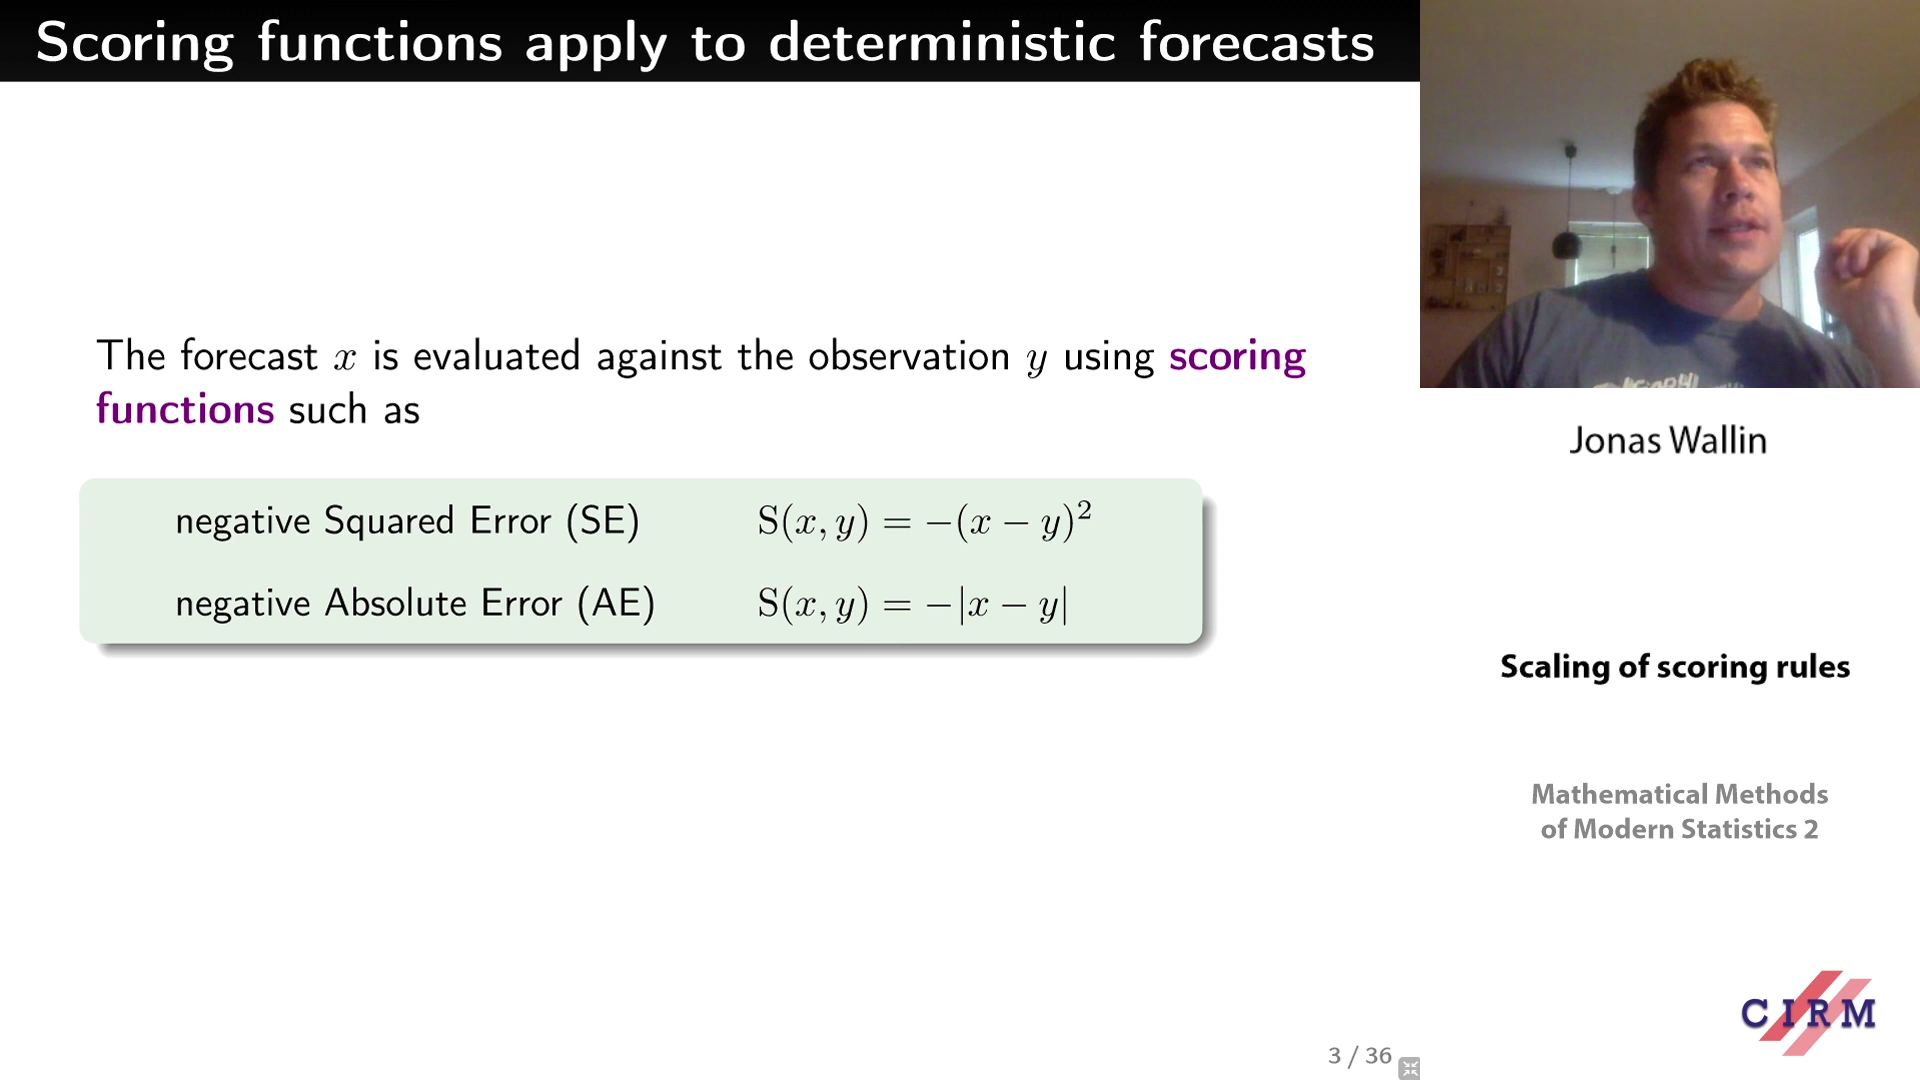 Scoring functions apply to deterministic forecasts
The forecast x is evaluated against the observation y using scoring
functions such as
negative Squared Error (SE) S(x, y) = −(x − y)²
negative Absolute Error (AE) S(x, y) = −|x − y|
3 / 36
Jonas Wallin
Scaling of scoring rules
Mathematical Methods
of Modern Statistics 2
CIRM